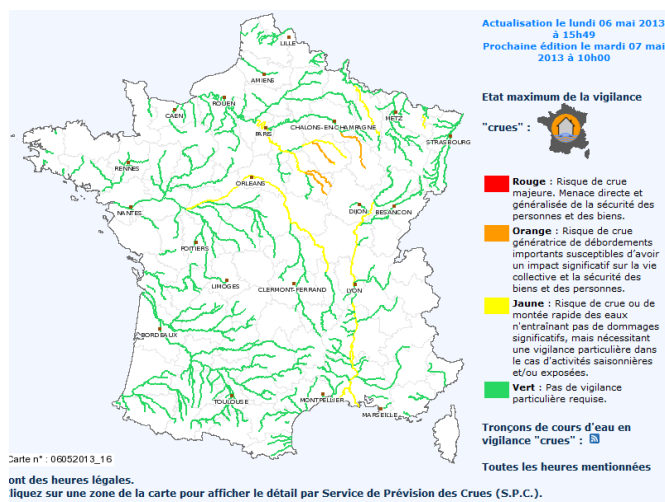 Actualisation le lundi 06 mai 2013
à 15h49
Prochaine édition le mardi 07 mai
2013 à 10h00
Etat maximum de la vigilance
"crues" :
Rouge : Risque de crue
majeure. Menace directe et
généralisée de la sécurité des
personnes et des biens.
Orange : Risque de crue
génératrice de débordements
importants susceptibles d'avoir
un impact significatif sur la vie
collective et la sécurité des
biens et des personnes.
Jaune : Risque de crue ou de
montée rapide des eaux
n'entraînant pas de dommages
significatifs, mais nécessitant
une vigilance particulière dans
le cas d'activités saisonnières
et/ou exposées.
Vert : Pas de vigilance
particulière requise.
Tronçons de cours d'eau en
vigilance "crues" :
Toutes les heures mentionnées
LILLE
AMIENS
ROUEN
CAEN
METZ
CHALONS-EN-CHAMPAGNE
PARIS
STRASBOURG
RENNES
ORLEANS
NANTES
DIJON
BESANCON
POITIERS
LIMOGES
CLERMONT-FERRAND
LYON
BORDEAUX
TOULOUSE
MONTPELLIER
MARSEILLE
Carte n° : 06052013_16
ont des heures légales.
Cliquez sur une zone de la carte pour afficher le détail par Service de Prévision des Crues (S.P.C.).